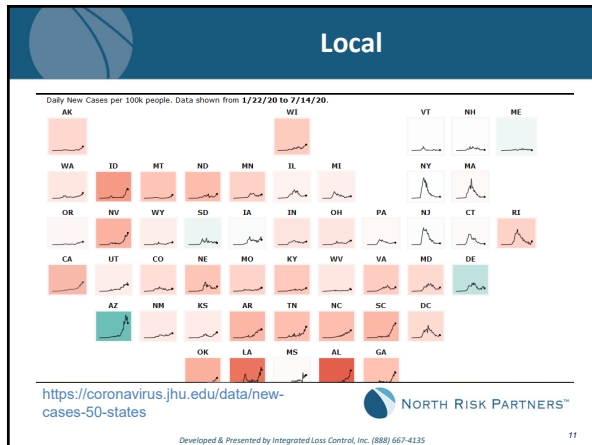 Local
Daily New Cases per 100k people. Data shown from 1/22/20 to 7/14/20.
AK WI VT NH ME
WA ID MT ND MN IL MI NY MA
OR NV WY SD IA IN OH PA NJ CT RI
CA UT CO NE MO KY WV VA MD DE
AZ NM KS AR TN NC SC DC
OK LA MS AL GA
https://coronavirus.jhu.edu/data/new-
cases-50-states
NORTH RISK PARTNERS™
Developed & Presented by Integrated Loss Control, Inc. (888) 667-4135
11